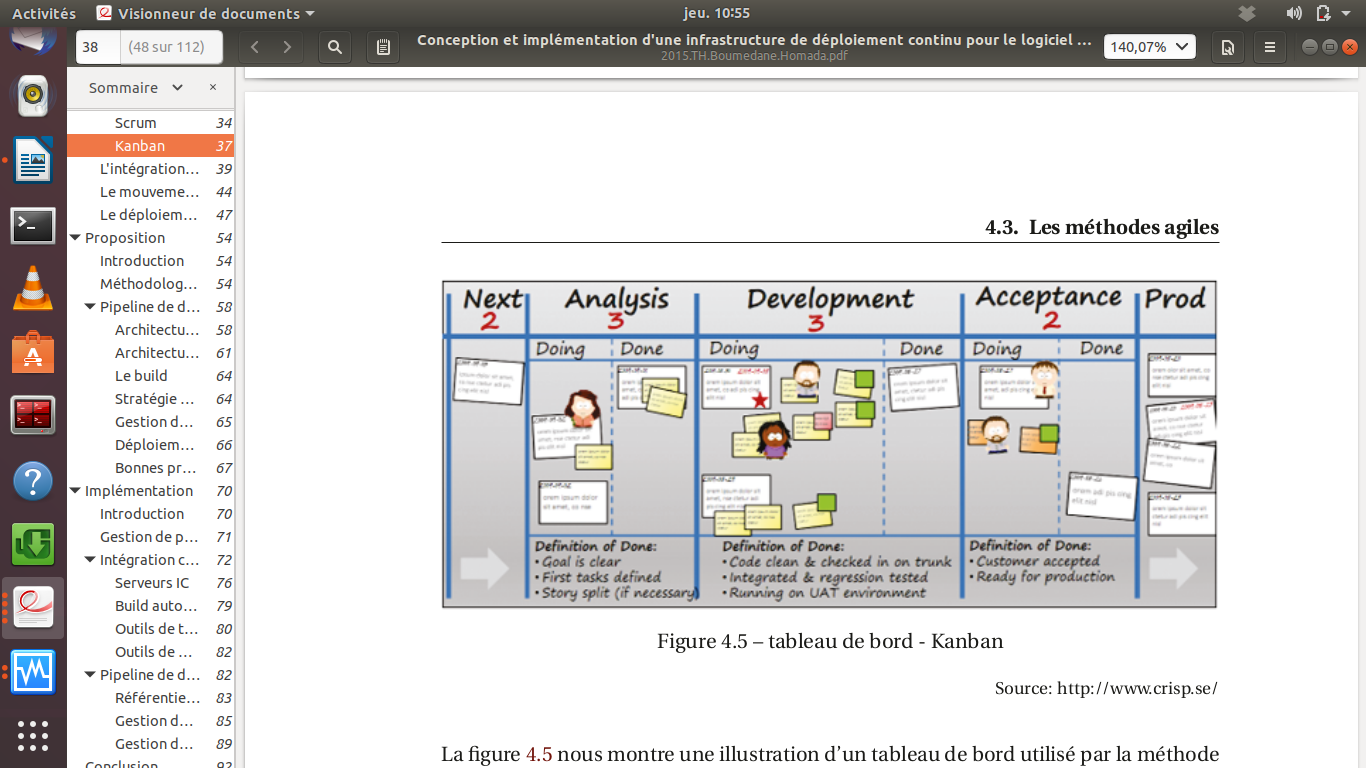 Activités
Visionneur de documents
jeu. 10:55
38
(48 sur 112)
Conception et implémentation d'une infrastructure de déploiement continu pour le logiciel ...
2015.TH.Boumedane.Homada.pdf
140,07%
Sommaire
×
Scrum 34
Kanban 37
L'intégration… 39
Le mouveme… 44
Le déploiem… 47
Proposition 54
Introduction 54
Méthodolog… 54
Pipeline de d… 58
Architectu… 58
Architectu… 61
Le build 64
Stratégie … 64
Gestion d… 65
Déploiem… 66
Bonnes pr… 67
Implémentation 70
Introduction 70
Gestion de p… 71
Intégration c… 72
Serveurs IC 76
Build auto… 79
Outils de t… 80
Outils de … 82
Pipeline de d… 82
Référentie… 83
Gestion d… 85
Gestion d… 89
Conclusion 92
4.3. Les méthodes agiles
Next Analysis Development Acceptance Prod
2 3 3 2
Doing Done Doing Done Doing Done
Definition of Done:
• Goal is clear
• First tasks defined
• Story split (if necessary)
Definition of Done:
• Code clean & checked in on trunk
• Integrated & regression tested
• Running on UAT environment
Definition of Done:
• Customer accepted
• Ready for production
Figure 4.5 – tableau de bord - Kanban
Source: http://www.crisp.se/
La figure 4.5 nous montre une illustration d'un tableau de bord utilisé par la méthode